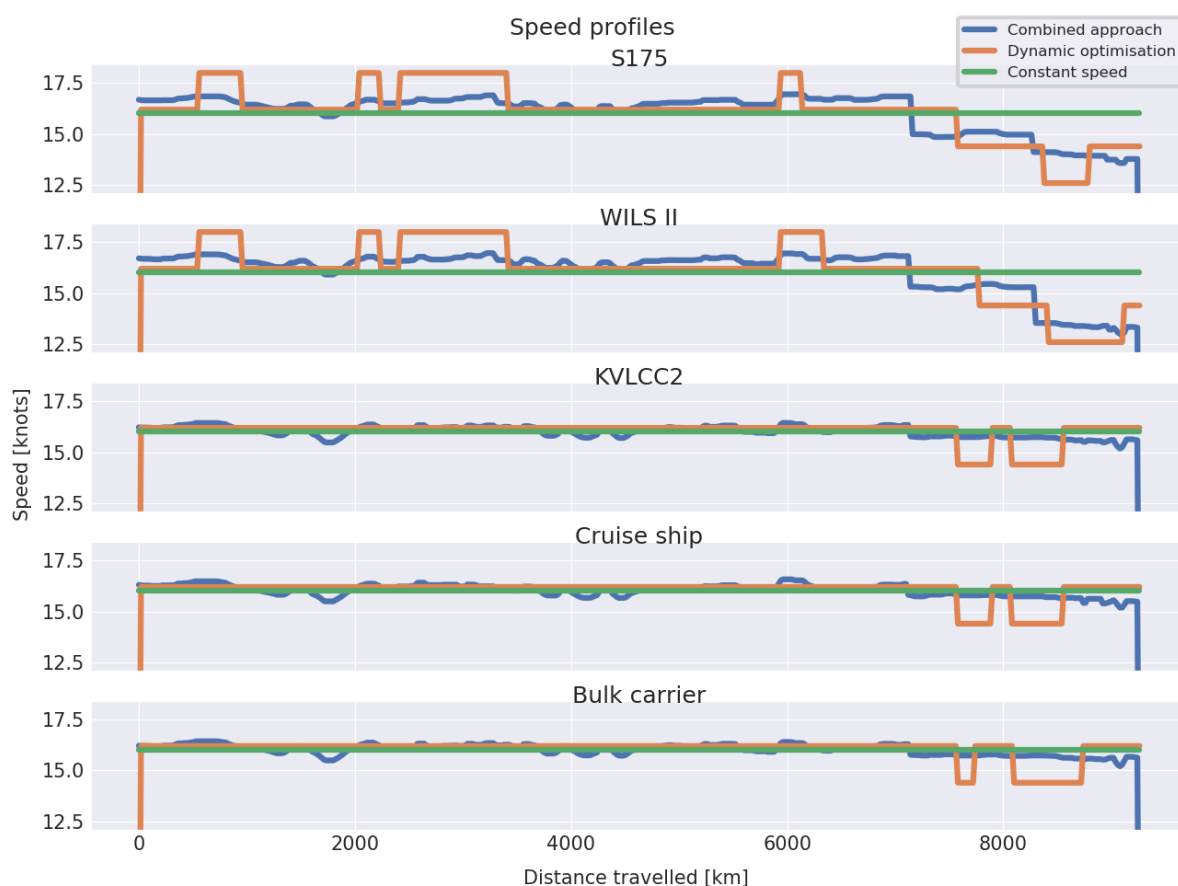 Speed profiles
Combined approach
Dynamic optimisation
Constant speed
S175
17.5
15.0
12.5
WILS II
17.5
15.0
12.5
KVLCC2
17.5
15.0
12.5
Speed [knots]
Cruise ship
17.5
15.0
12.5
Bulk carrier
17.5
15.0
12.5
0 2000 4000 6000 8000
Distance travelled [km]